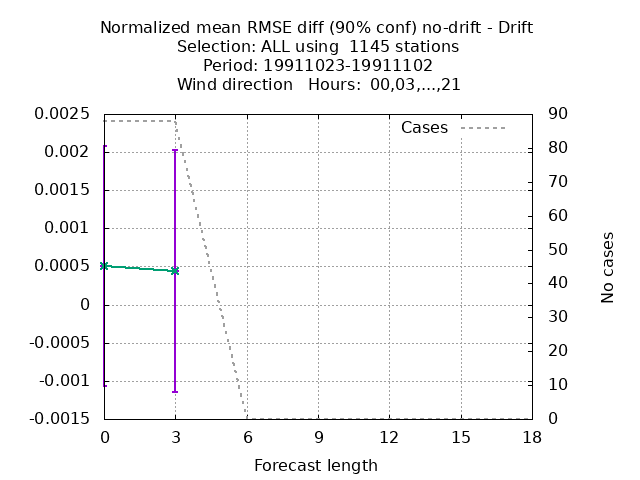 Normalized mean RMSE diff (90% conf) no-drift - Drift
Selection: ALL using  1145 stations
Period: 19911023-19911102
Wind direction   Hours:  00,03,...,21
Cases
0.0025
0.002
0.0015
0.001
0.0005
0
-0.0005
-0.001
-0.0015
90
80
70
60
50
40
30
20
10
0
No cases
0 3 6 9 12 15 18
Forecast length